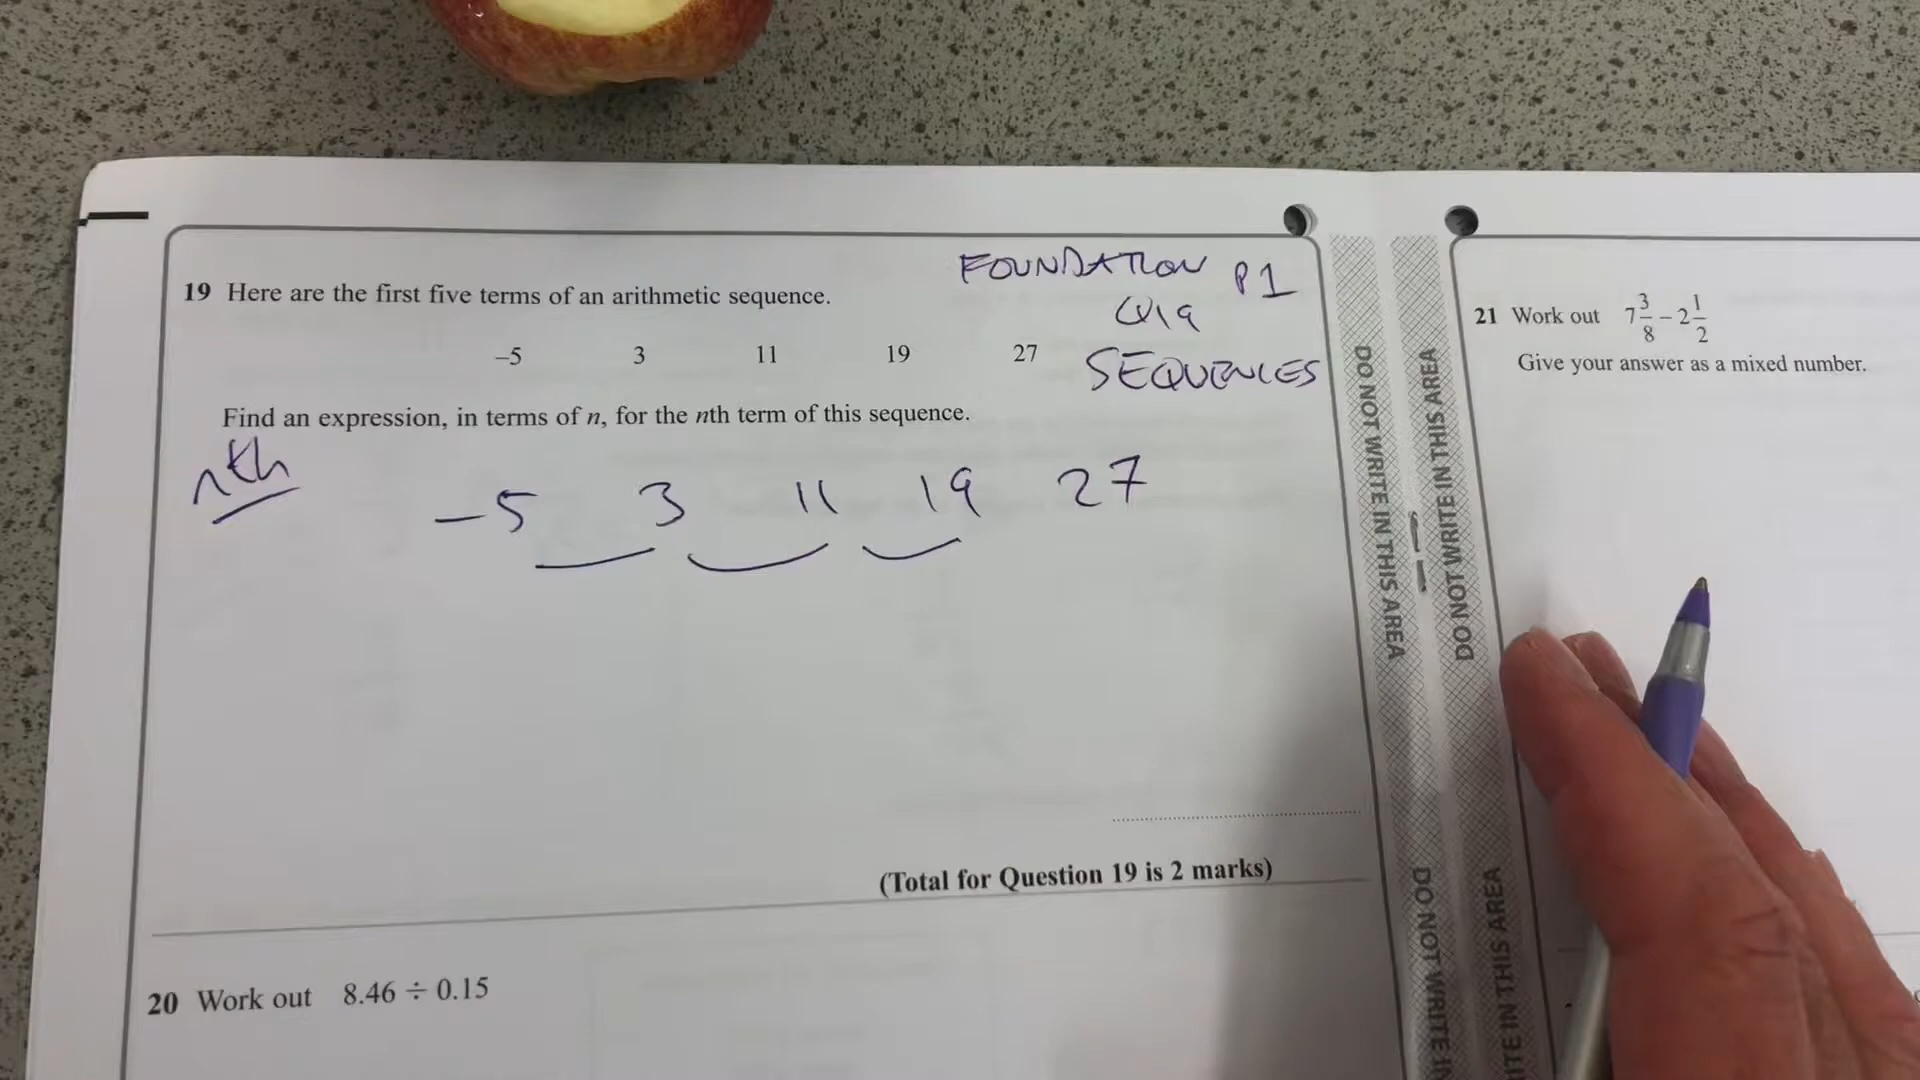 19 Here are the first five terms of an arithmetic sequence.
FOUNDATION P1
Q19
–5 3 11 19 27
SEQUENCES
Find an expression, in terms of n, for the nth term of this sequence.
nth
–5 3 11 19 27
(Total for Question 19 is 2 marks)
20 Work out 8.46 ÷ 0.15
DO NOT WRITE IN THIS AREA
DO NOT WRITE IN THIS AREA
DO NOT WRITE IN
ITE IN THIS AREA
21 Work out 7 3/8 – 2 1/2
Give your answer as a mixed number.